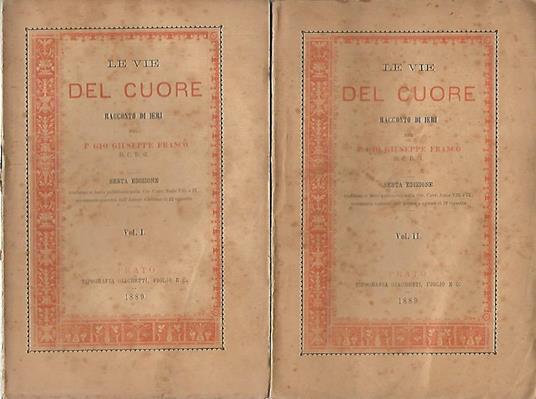 LE VIE
DEL CUORE
RACCONTO DI IERI
DEL
P. GIO GIUSEPPE FRANCO
D. C. D. G.
SESTA EDIZIONE
Vol. I.
PRATO
TIPOGRAFIA GIACHETTI, FIGLIO E C.
1889
LE VIE
DEL CUORE
RACCONTO DI IERI
DEL
P. GIO GIUSEPPE FRANCO
SESTA EDIZIONE
Vol. II.
PRATO
TIPOGRAFIA GIACHETTI, FIGLIO E C.
1889